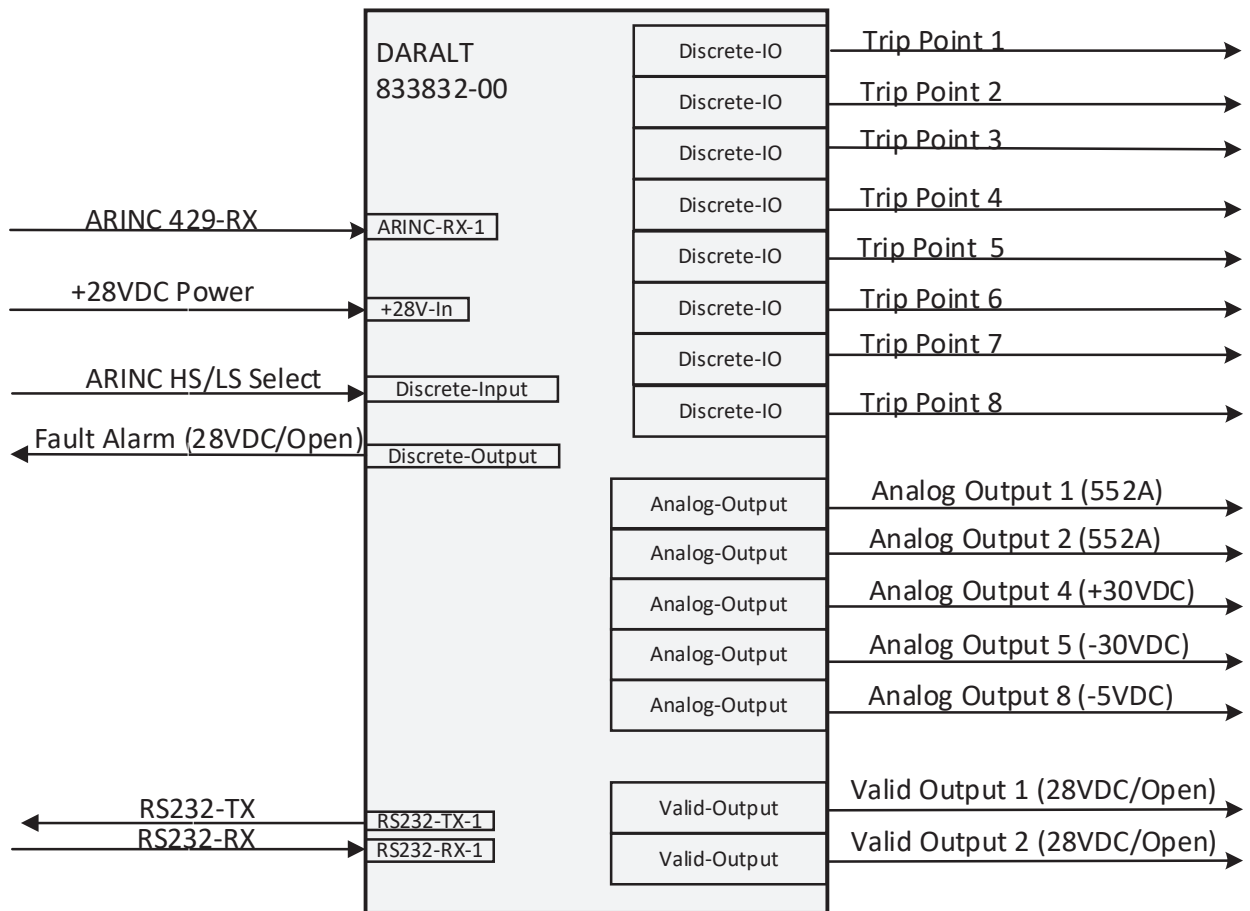 DARALT
833832-00
Discrete-IO
Trip Point 1
Discrete-IO
Trip Point 2
Discrete-IO
Trip Point 3
Discrete-IO
Trip Point 4
ARINC 429-RX
ARINC-RX-1
Discrete-IO
Trip Point 5
+28VDC Power
+28V-In
Discrete-IO
Trip Point 6
Discrete-IO
Trip Point 7
ARINC HS/LS Select
Discrete-Input
Discrete-IO
Trip Point 8
Fault Alarm (28VDC/Open)
Discrete-Output
Analog-Output
Analog Output 1 (552A)
Analog-Output
Analog Output 2 (552A)
Analog-Output
Analog Output 4 (+30VDC)
Analog-Output
Analog Output 5 (-30VDC)
Analog-Output
Analog Output 8 (-5VDC)
RS232-TX
RS232-TX-1
Valid-Output
Valid Output 1 (28VDC/Open)
RS232-RX
RS232-RX-1
Valid-Output
Valid Output 2 (28VDC/Open)